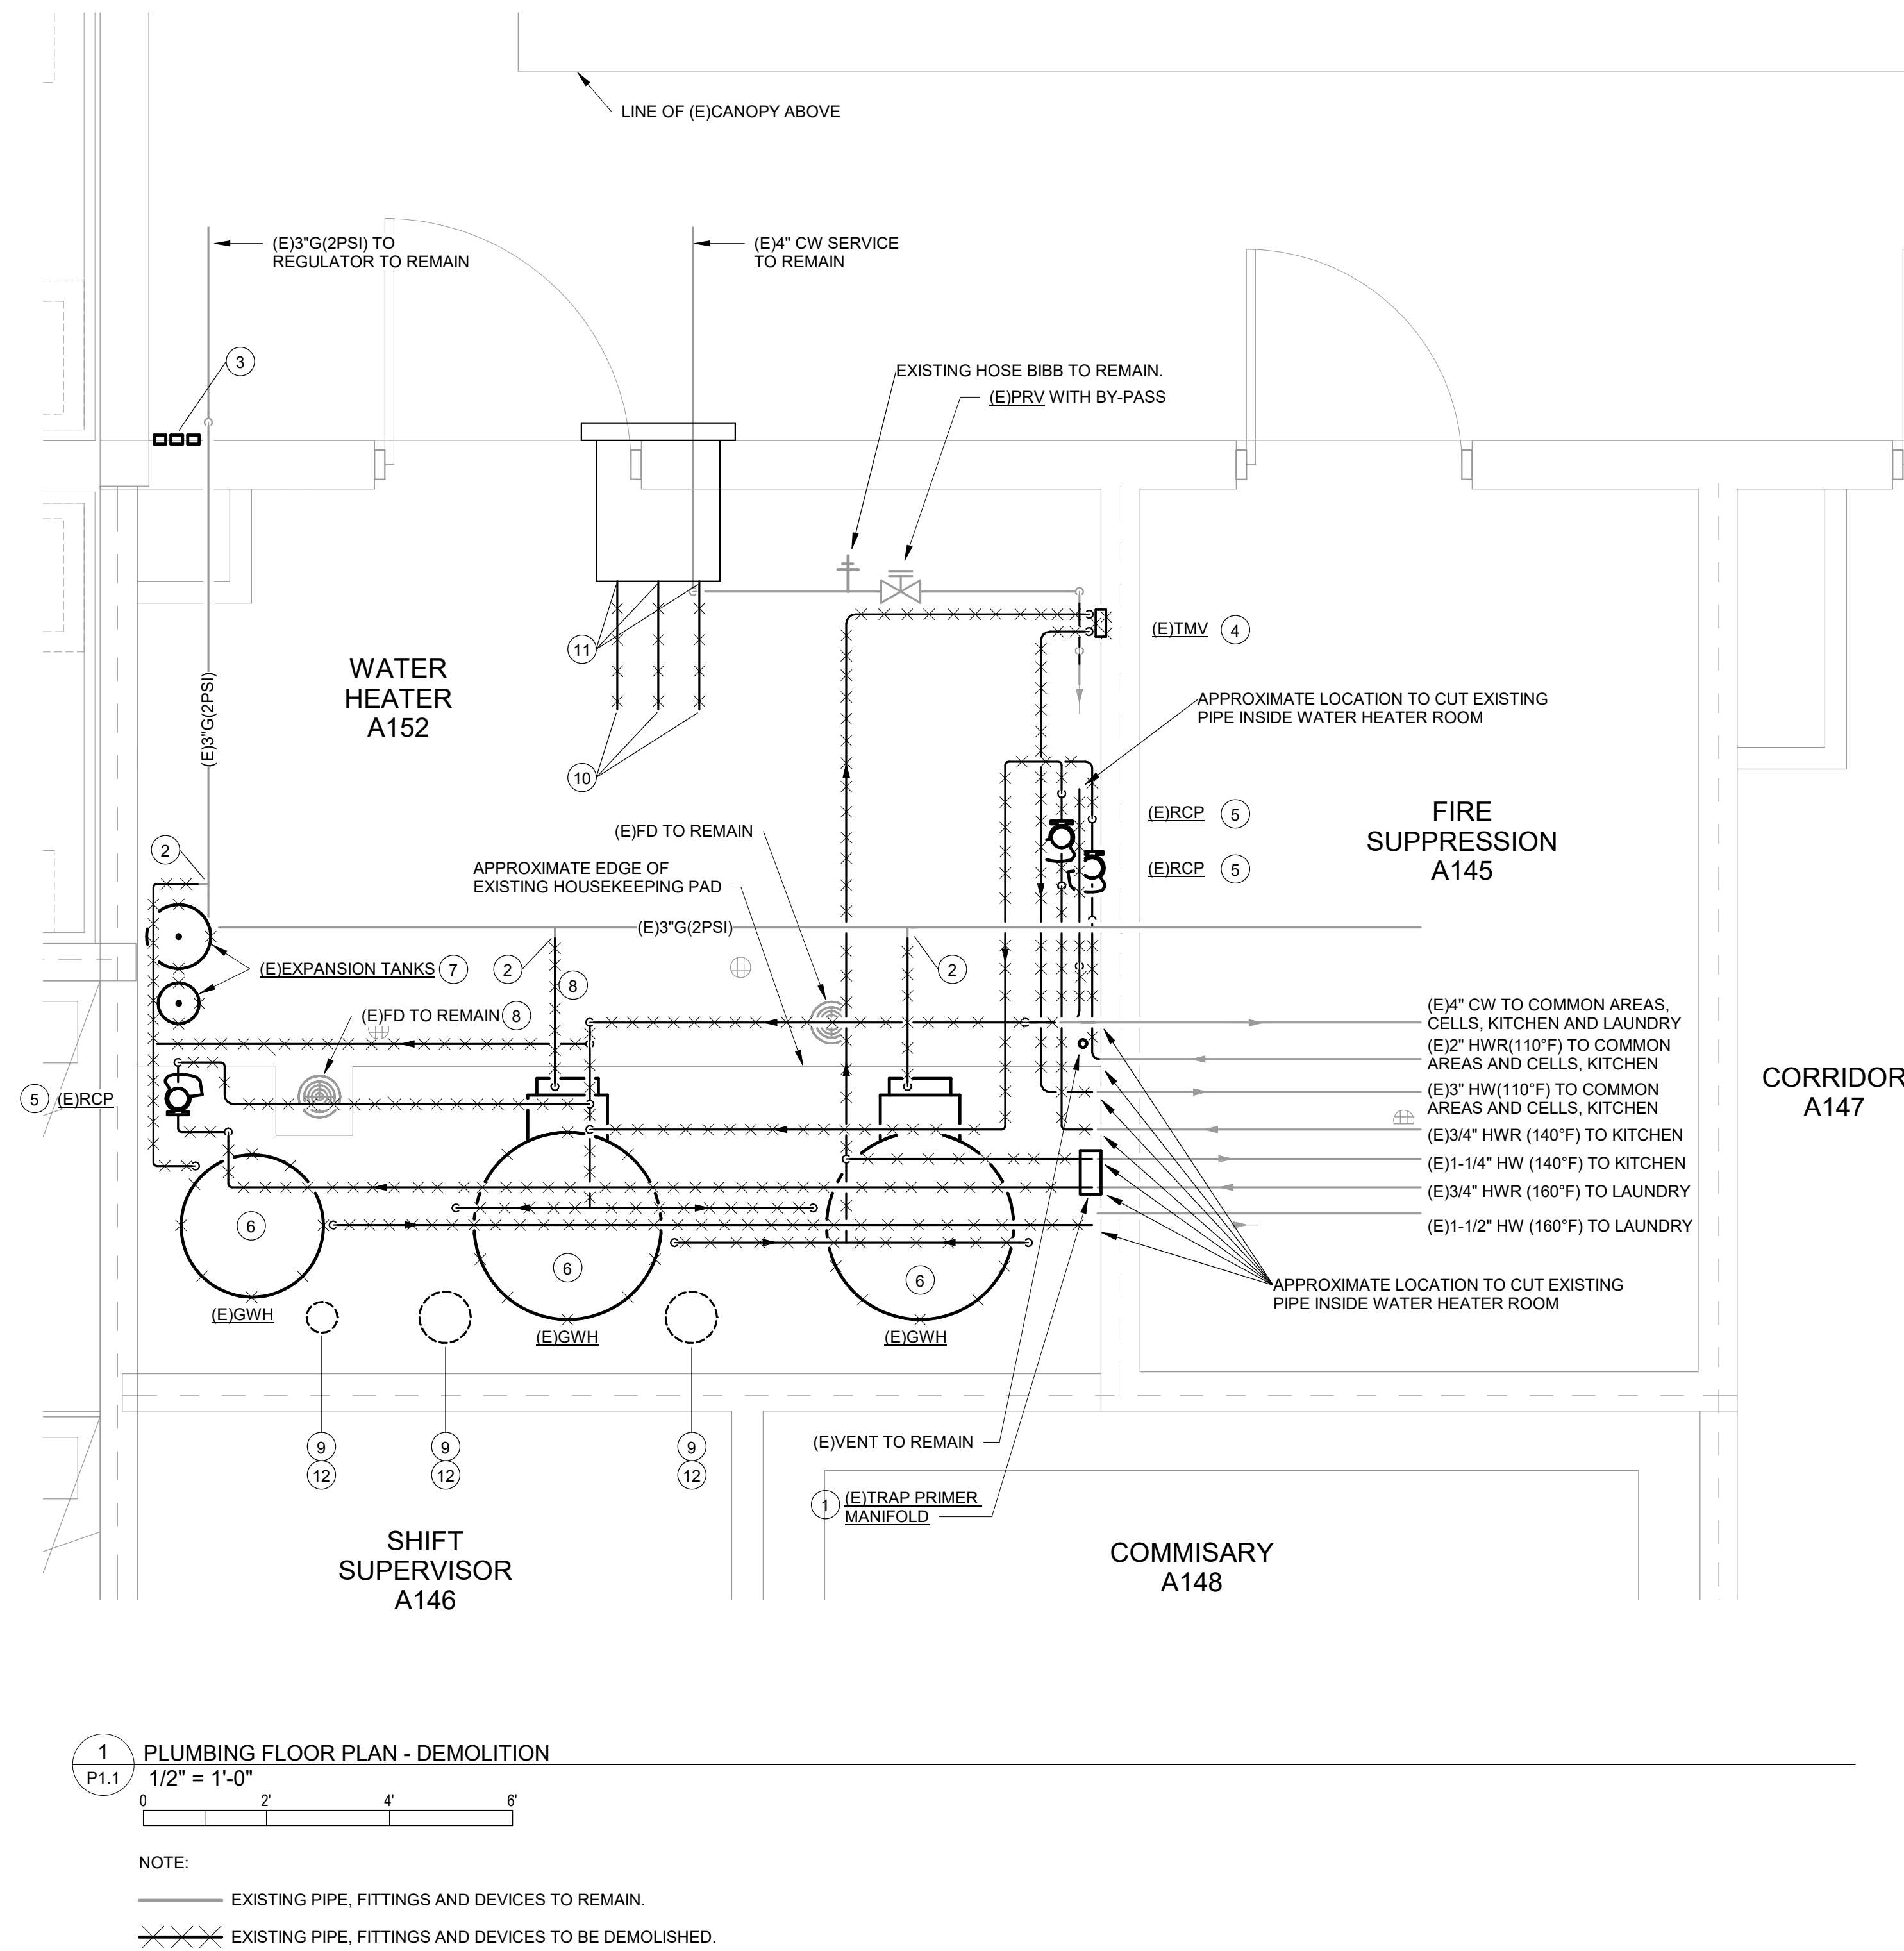 LINE OF (E)CANOPY ABOVE
(E)3"G(2PSI) TO
REGULATOR TO REMAIN
(E)4" CW SERVICE
TO REMAIN
3
EXISTING HOSE BIBB TO REMAIN.
(E)PRV WITH BY-PASS
11
(E)TMV 4
WATER
HEATER
A152
(E)3"G(2PSI)
APPROXIMATE LOCATION TO CUT EXISTING
PIPE INSIDE WATER HEATER ROOM
10
(E)RCP 5
(E)RCP 5
FIRE
SUPPRESSION
A145
(E)FD TO REMAIN
2
APPROXIMATE EDGE OF
EXISTING HOUSEKEEPING PAD
(E)3"G(2PSI)
(E)EXPANSION TANKS 7
2
8
2
(E)FD TO REMAIN 8
(E)4" CW TO COMMON AREAS,
CELLS, KITCHEN AND LAUNDRY
(E)2" HWR(110°F) TO COMMON
AREAS AND CELLS, KITCHEN
(E)3" HW(110°F) TO COMMON
AREAS AND CELLS, KITCHEN
(E)3/4" HWR (140°F) TO KITCHEN
(E)1-1/4" HW (140°F) TO KITCHEN
(E)3/4" HWR (160°F) TO LAUNDRY
(E)1-1/2" HW (160°F) TO LAUNDRY
CORRIDOR
A147
5 (E)RCP
6
6
6
(E)GWH
(E)GWH
(E)GWH
APPROXIMATE LOCATION TO CUT EXISTING
PIPE INSIDE WATER HEATER ROOM
9
12
9
12
9
12
(E)VENT TO REMAIN
1 (E)TRAP PRIMER
MANIFOLD
SHIFT
SUPERVISOR
A146
COMMISARY
A148
1
P1.1
PLUMBING FLOOR PLAN - DEMOLITION
1/2" = 1'-0"
0 2' 4' 6'
NOTE:
EXISTING PIPE, FITTINGS AND DEVICES TO REMAIN.
EXISTING PIPE, FITTINGS AND DEVICES TO BE DEMOLISHED.